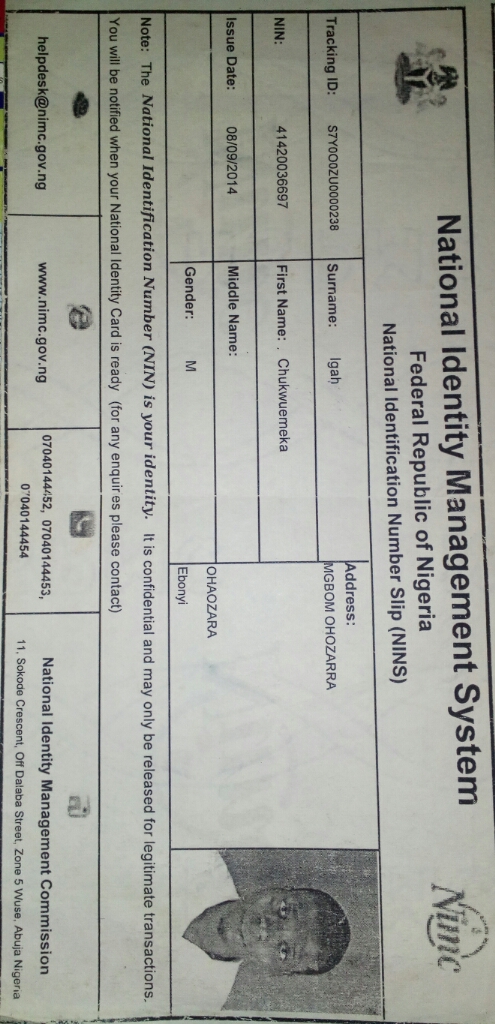 National Identity Management System
Federal Republic of Nigeria
National Identification Number Slip (NINS)
Nimc
Tracking ID: S7Y0O0ZU0000238
Surname: Igah
Address:
MGBOM OHOZARRA
NIN: 41420036697
First Name: . Chukwuemeka
Issue Date: 08/09/2014
Middle Name:
OHAOZARA
Gender: M
Ebonyi
Note: The National Identification Number (NIN) is your identity. It is confidential and may only be released for legitimate transactions.
You will be notified when your National Identity Card is ready (for any enquiries please contact)
helpdesk@nimc.gov.ng
www.nimc.gov.ng
07040144452, 07040144453,
07040144454
National Identity Management Commission
11, Sokode Crescent, Off Dalaba Street, Zone 5 Wuse, Abuja Nigeria